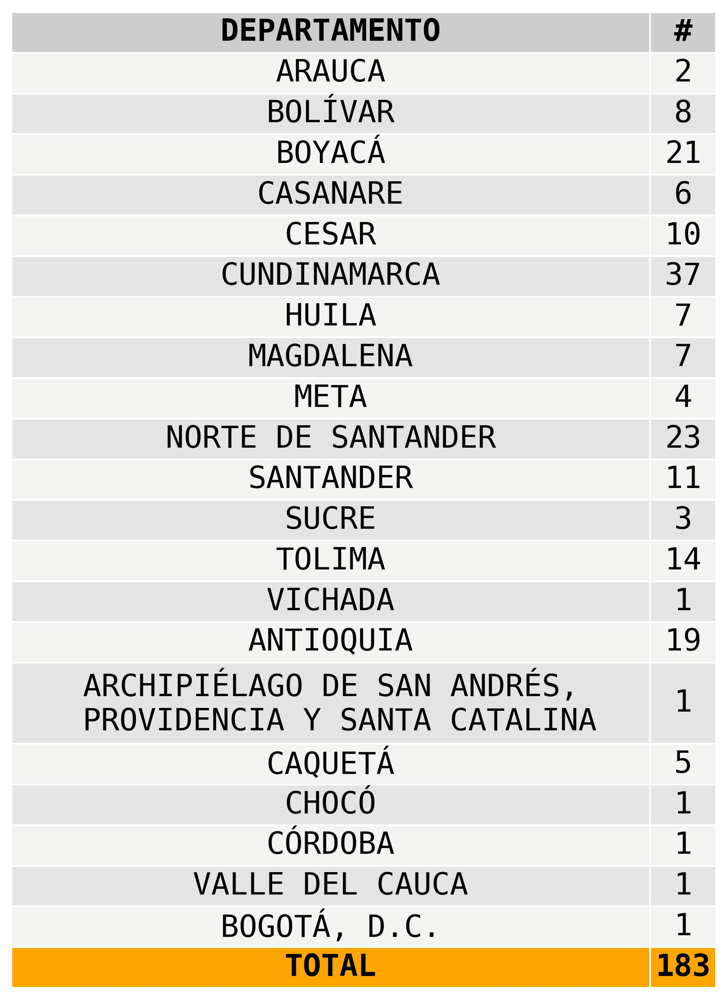 DEPARTAMENTO #
ARAUCA 2
BOLÍVAR 8
BOYACÁ 21
CASANARE 6
CESAR 10
CUNDINAMARCA 37
HUILA 7
MAGDALENA 7
META 4
NORTE DE SANTANDER 23
SANTANDER 11
SUCRE 3
TOLIMA 14
VICHADA 1
ANTIOQUIA 19
ARCHIPIÉLAGO DE SAN ANDRÉS,
PROVIDENCIA Y SANTA CATALINA 1
CAQUETÁ 5
CHOCÓ 1
CÓRDOBA 1
VALLE DEL CAUCA 1
BOGOTÁ, D.C. 1
TOTAL 183